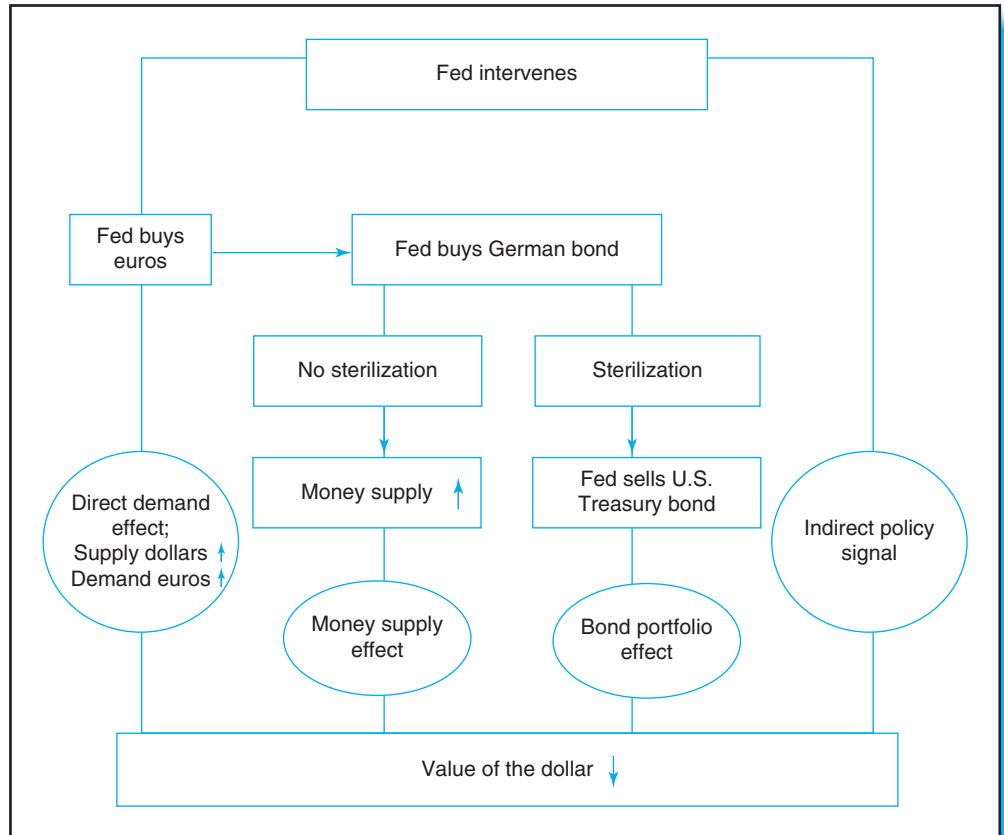 Fed intervenes
Fed buys
euros
Fed buys German bond
No sterilization
Sterilization
Direct demand
effect;
Supply dollars ↑
Demand euros ↑
Money supply ↑
Fed sells U.S.
Treasury bond
Indirect policy
signal
Money supply
effect
Bond portfolio
effect
Value of the dollar ↓